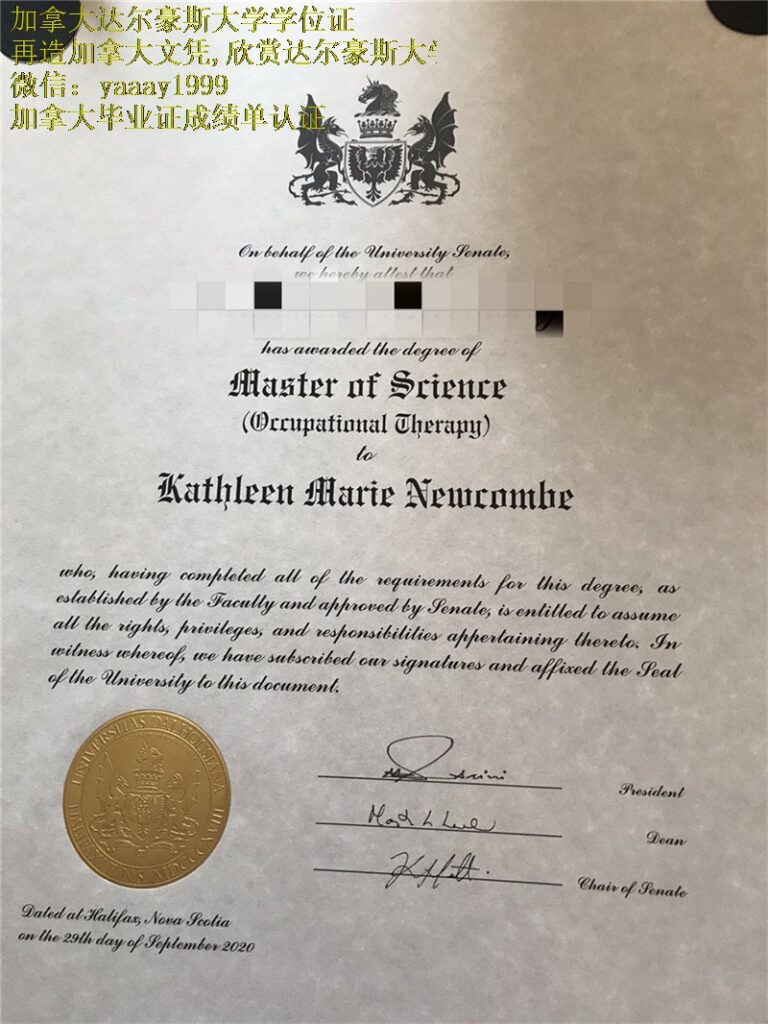 加拿大达尔豪斯大学学位证
再造加拿大文凭,欣赏达尔豪斯大
微信：yaaay1999
加拿大毕业证成绩单认证
On behalf of the University Senate,
we hereby attest that
has awarded the degree of
Master of Science
(Occupational Therapy)
to
Kathleen Marie Newcombe
who, having completed all of the requirements for this degree, as
established by the Faculty and approved by Senate, is entitled to assume
all the rights, privileges, and responsibilities appertaining thereto. In
witness whereof, we have subscribed our signatures and affixed the Seal
of the University to this document.
UNIVERSITAS DALHOUSIANA
President
Dean
Chair of Senate
Dated at Halifax, Nova Scotia
on the 29th day of September 2020